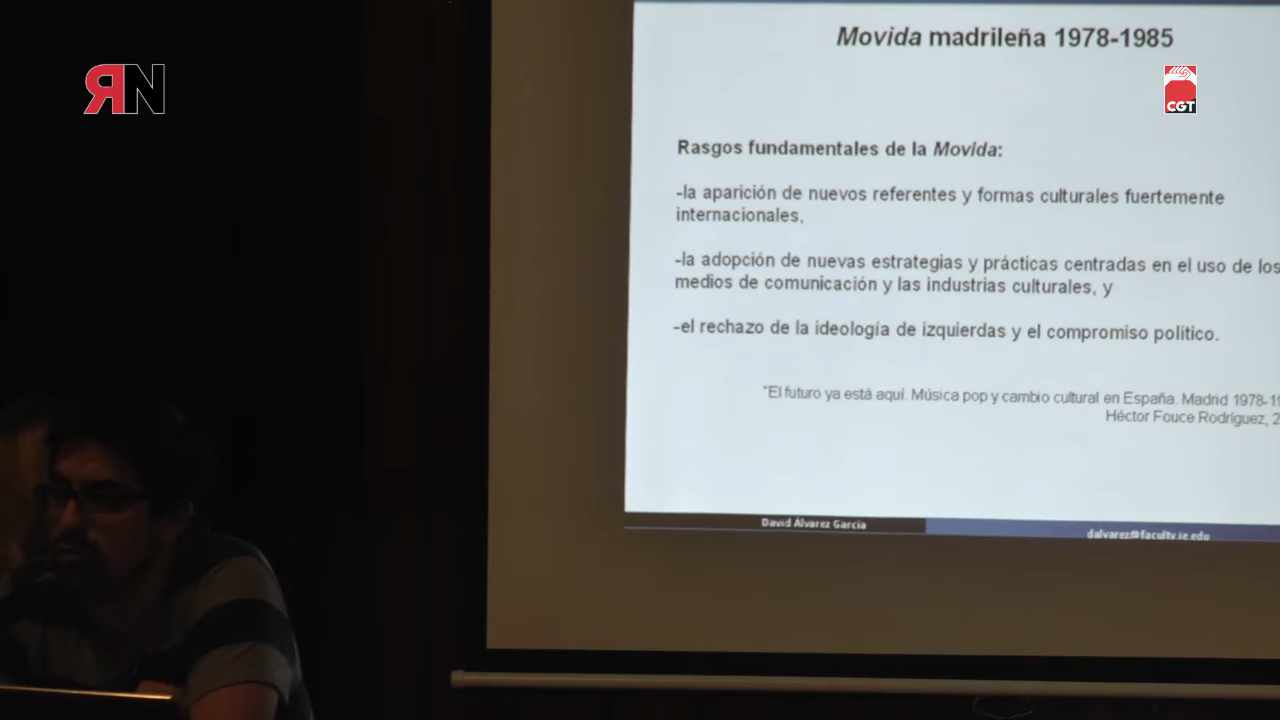 Movida madrileña 1978-1985
ЯN
CGT
Rasgos fundamentales de la Movida:
-la aparición de nuevos referentes y formas culturales fuertemente
internacionales,
-la adopción de nuevas estrategias y prácticas centradas en el uso de los
medios de comunicación y las industrias culturales, y
-el rechazo de la ideología de izquierdas y el compromiso político.
"El futuro ya está aquí. Música pop y cambio cultural en España. Madrid
Héctor Fouce Rodríguez,
David Álvarez García
dalvarez@faculty.ie.edu